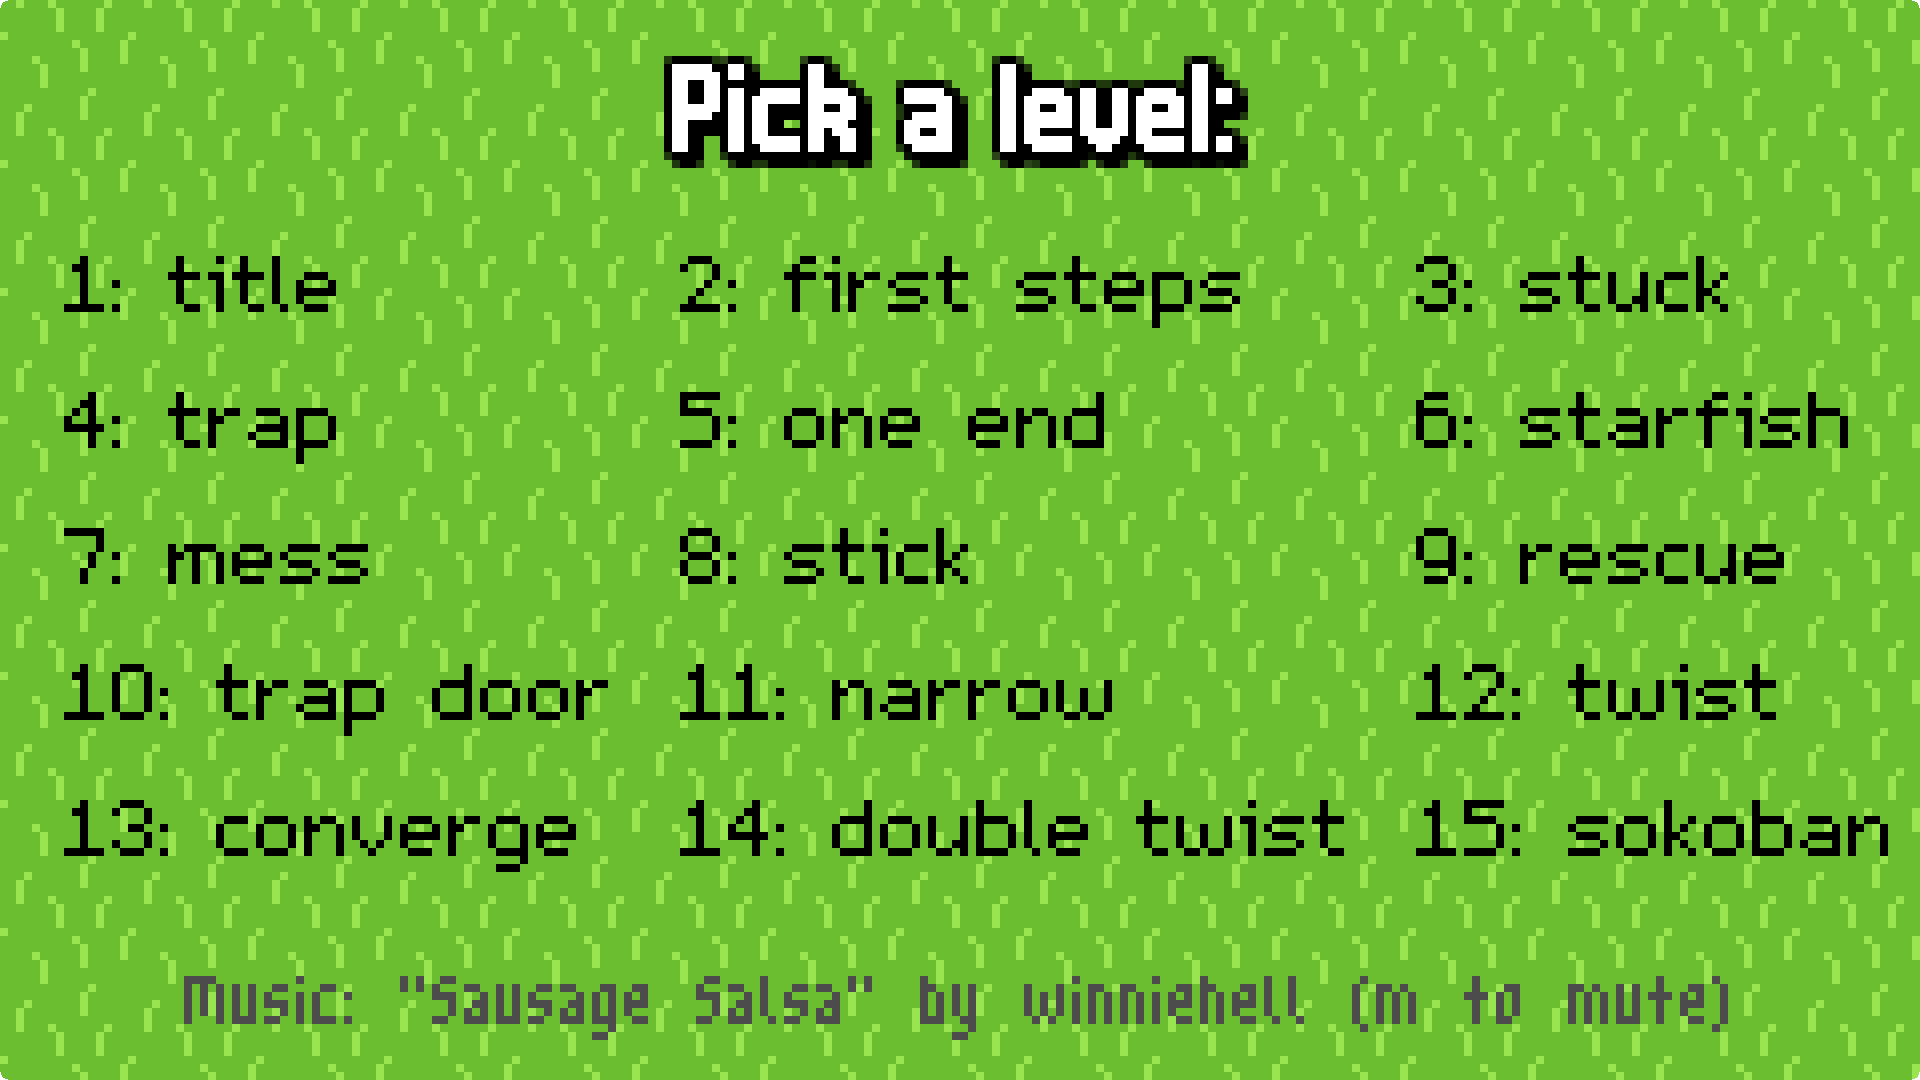 Pick a level:
1: title 2: first steps 3: stuck
4: trap 5: one end 6: starfish
7: mess 8: stick 9: rescue
10: trap door 11: narrow 12: twist
13: converge 14: double twist 15: sokoban
Music: "Sausage Salsa" by winniehell (m to mute)